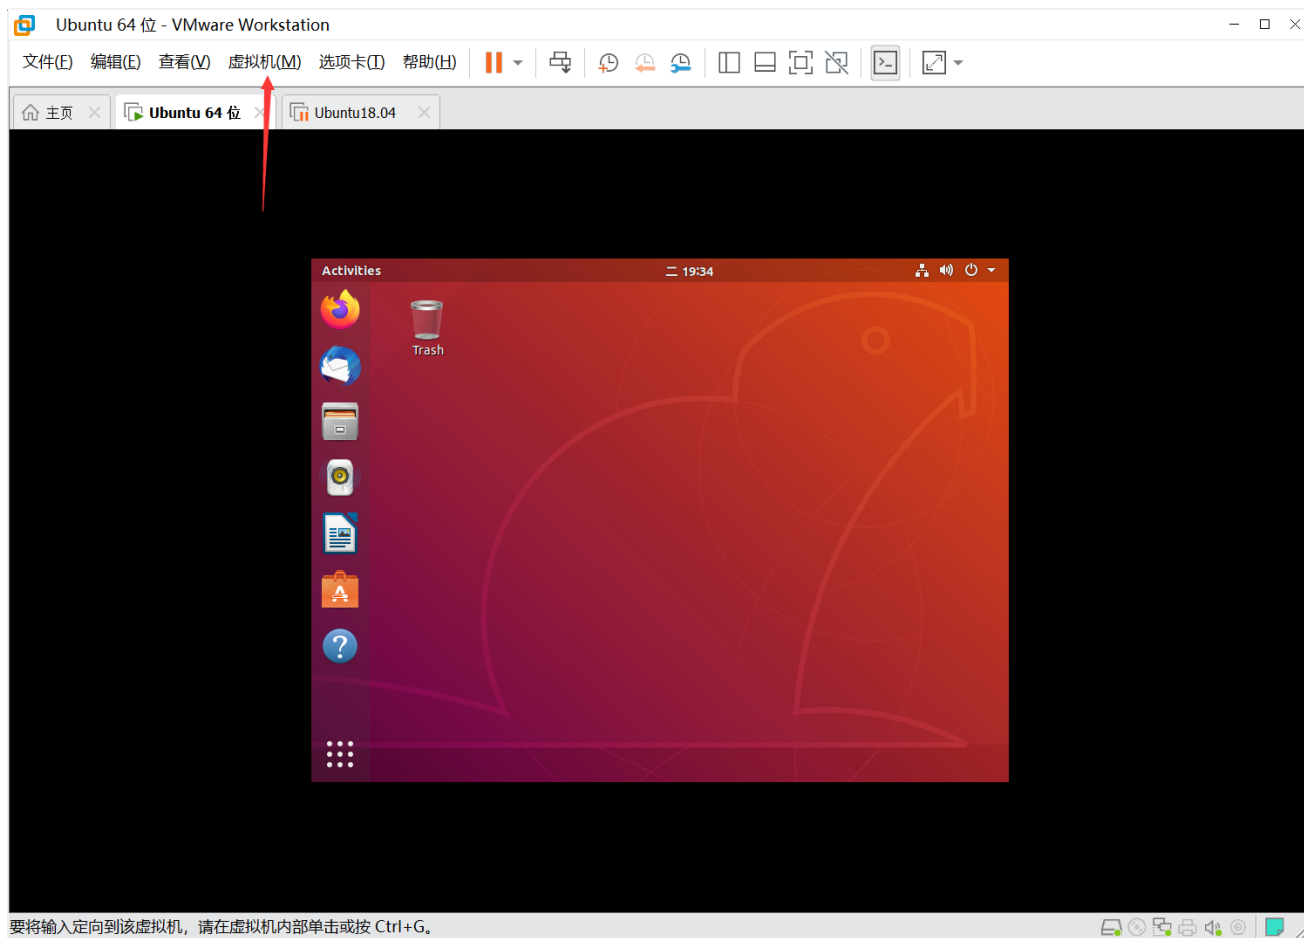 Ubuntu 64 位 - VMware Workstation
文件(F) 编辑(E) 查看(V) 虚拟机(M) 选项卡(T) 帮助(H)
主页 Ubuntu 64 位 Ubuntu18.04
Activities 二 19:34
Trash
要将输入定向到该虚拟机，请在虚拟机内部单击或按 Ctrl+G。